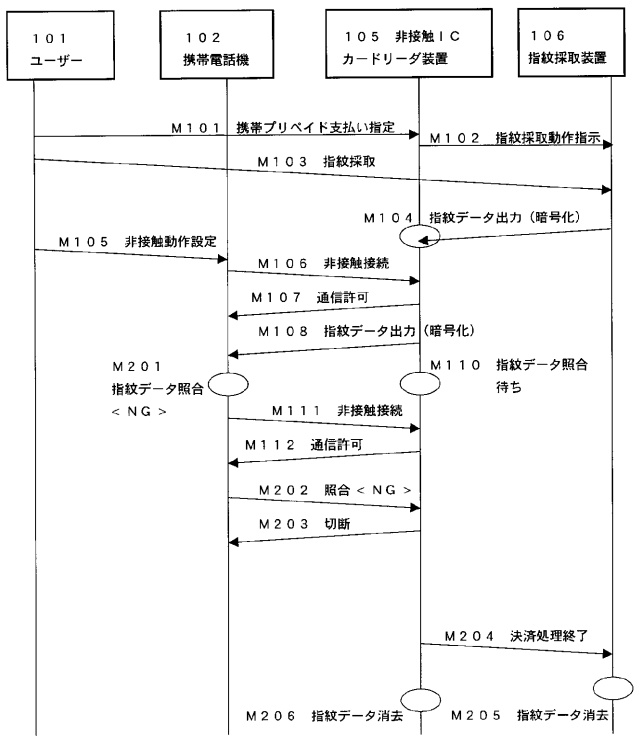 １０１
ユーザー
１０２
携帯電話機
１０５　非接触ＩＣ
カードリーダ装置
１０６
指紋採取装置
Ｍ１０１　携帯プリペイド支払い指定
Ｍ１０２　指紋採取動作指示
Ｍ１０３　指紋採取
Ｍ１０４　指紋データ出力（暗号化）
Ｍ１０５　非接触動作設定
Ｍ１０６　非接触接続
Ｍ１０７　通信許可
Ｍ１０８　指紋データ出力（暗号化）
Ｍ２０１
指紋データ照合
＜ＮＧ＞
Ｍ１１０　指紋データ照合
待ち
Ｍ１１１　非接触接続
Ｍ１１２　通信許可
Ｍ２０２　照合＜ＮＧ＞
Ｍ２０３　切断
Ｍ２０４　決済処理終了
Ｍ２０６　指紋データ消去
Ｍ２０５　指紋データ消去